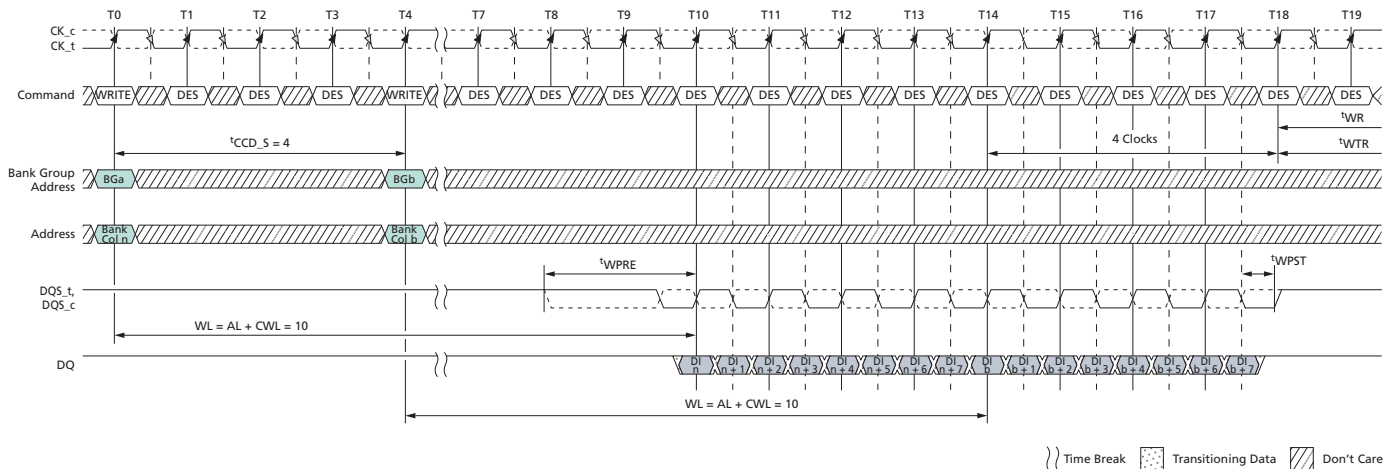 T0 T1 T2 T3 T4 T7 T8 T9 T10 T11 T12 T13 T14 T15 T16 T17 T18 T19
CK_c
CK_t
Command WRITE DES DES DES WRITE DES DES DES DES DES DES DES DES DES DES DES DES DES
tWR
tCCD_S = 4 4 Clocks tWTR
Bank Group
Address BGa BGb
Address Bank
Col n Bank
Col b
tWPRE tWPST
DQS_t,
DQS_c
WL = AL + CWL = 10
DQ DI
n DI
n + 1 DI
n + 2 DI
n + 3 DI
n + 4 DI
n + 5 DI
n + 6 DI
n + 7 DI
b DI
b + 1 DI
b + 2 DI
b + 3 DI
b + 4 DI
b + 5 DI
b + 6 DI
b + 7
WL = AL + CWL = 10
Time Break Transitioning Data Don't Care